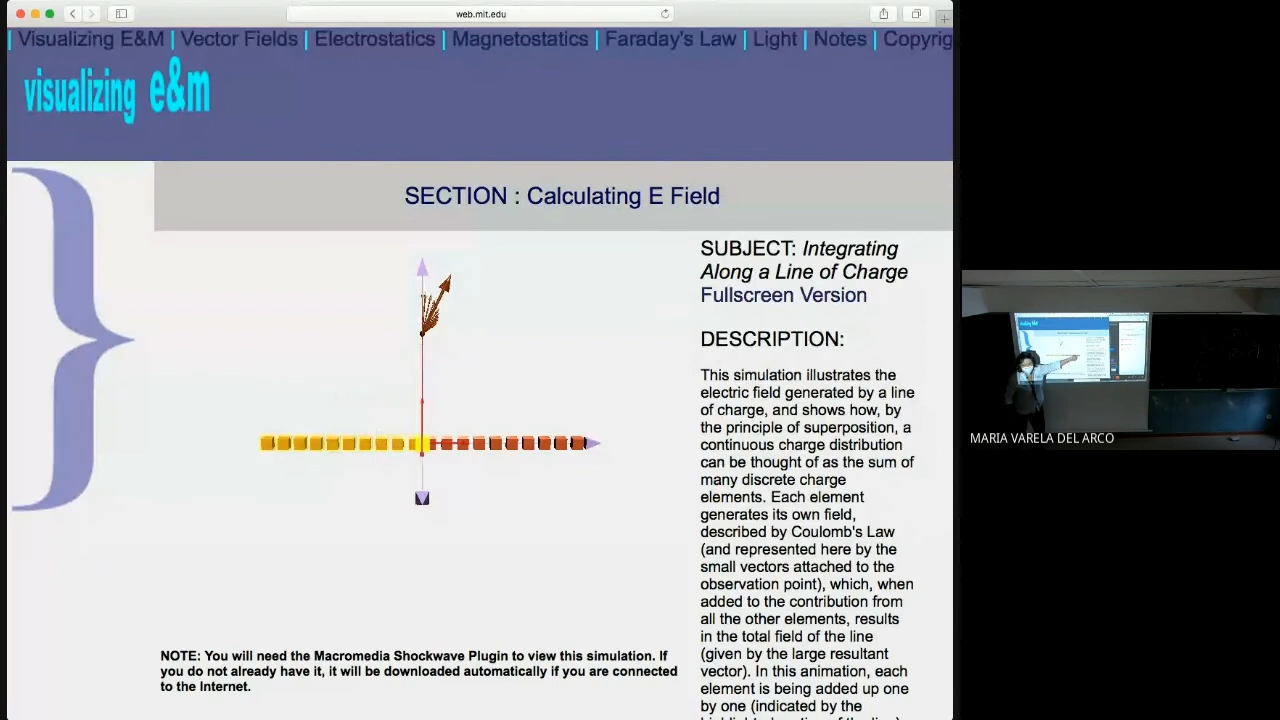 web.mit.edu
| Visualizing E&M | Vector Fields | Electrostatics | Magnetostatics | Faraday's Law | Light | Notes | Copyrig
visualizing e&m
SECTION : Calculating E Field
SUBJECT: Integrating
Along a Line of Charge
Fullscreen Version
DESCRIPTION:
This simulation illustrates the
electric field generated by a line
of charge, and shows how, by
the principle of superposition, a
continuous charge distribution
can be thought of as the sum of
many discrete charge
elements. Each element
generates its own field,
described by Coulomb's Law
(and represented here by the
small vectors attached to the
observation point), which, when
added to the contribution from
all the other elements, results
in the total field of the line
(given by the large resultant
vector). In this animation, each
element is being added up one
by one (indicated by the
NOTE: You will need the Macromedia Shockwave Plugin to view this simulation. If
you do not already have it, it will be downloaded automatically if you are connected
to the Internet.
MARIA VARELA DEL ARCO